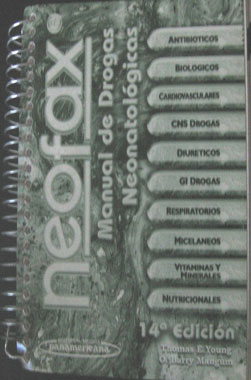 neofax®
Manual de Drogas
Neonatológicas
ANTIBIOTICOS
BIOLOGICOS
CARDIOVASCULARES
CNS DROGAS
DIURETICOS
GI DROGAS
RESPIRATORIOS
MICELANEOS
VITAMINAS Y
MINERALES
NUTRICIONALES
14º Edición
Thomas E Young
O. Barry Mangum
panamericana